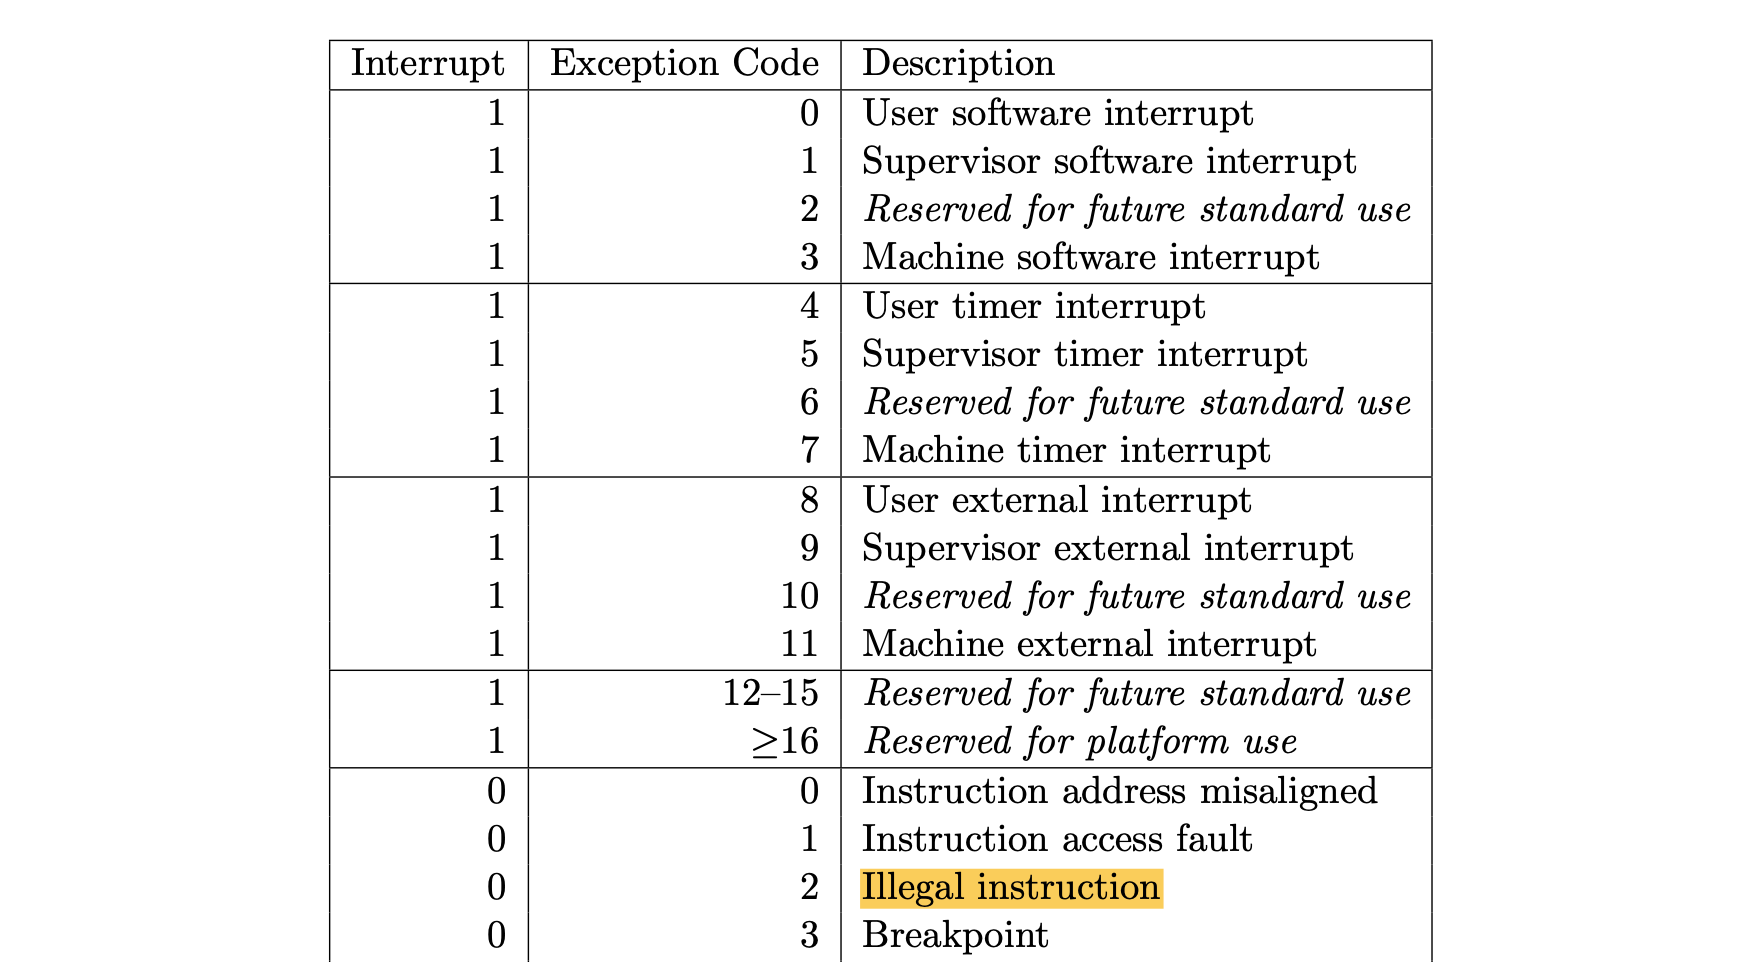 Interrupt Exception Code Description
1 0 User software interrupt
1 1 Supervisor software interrupt
1 2 Reserved for future standard use
1 3 Machine software interrupt
1 4 User timer interrupt
1 5 Supervisor timer interrupt
1 6 Reserved for future standard use
1 7 Machine timer interrupt
1 8 User external interrupt
1 9 Supervisor external interrupt
1 10 Reserved for future standard use
1 11 Machine external interrupt
1 12–15 Reserved for future standard use
1 ≥16 Reserved for platform use
0 0 Instruction address misaligned
0 1 Instruction access fault
0 2 Illegal instruction
0 3 Breakpoint